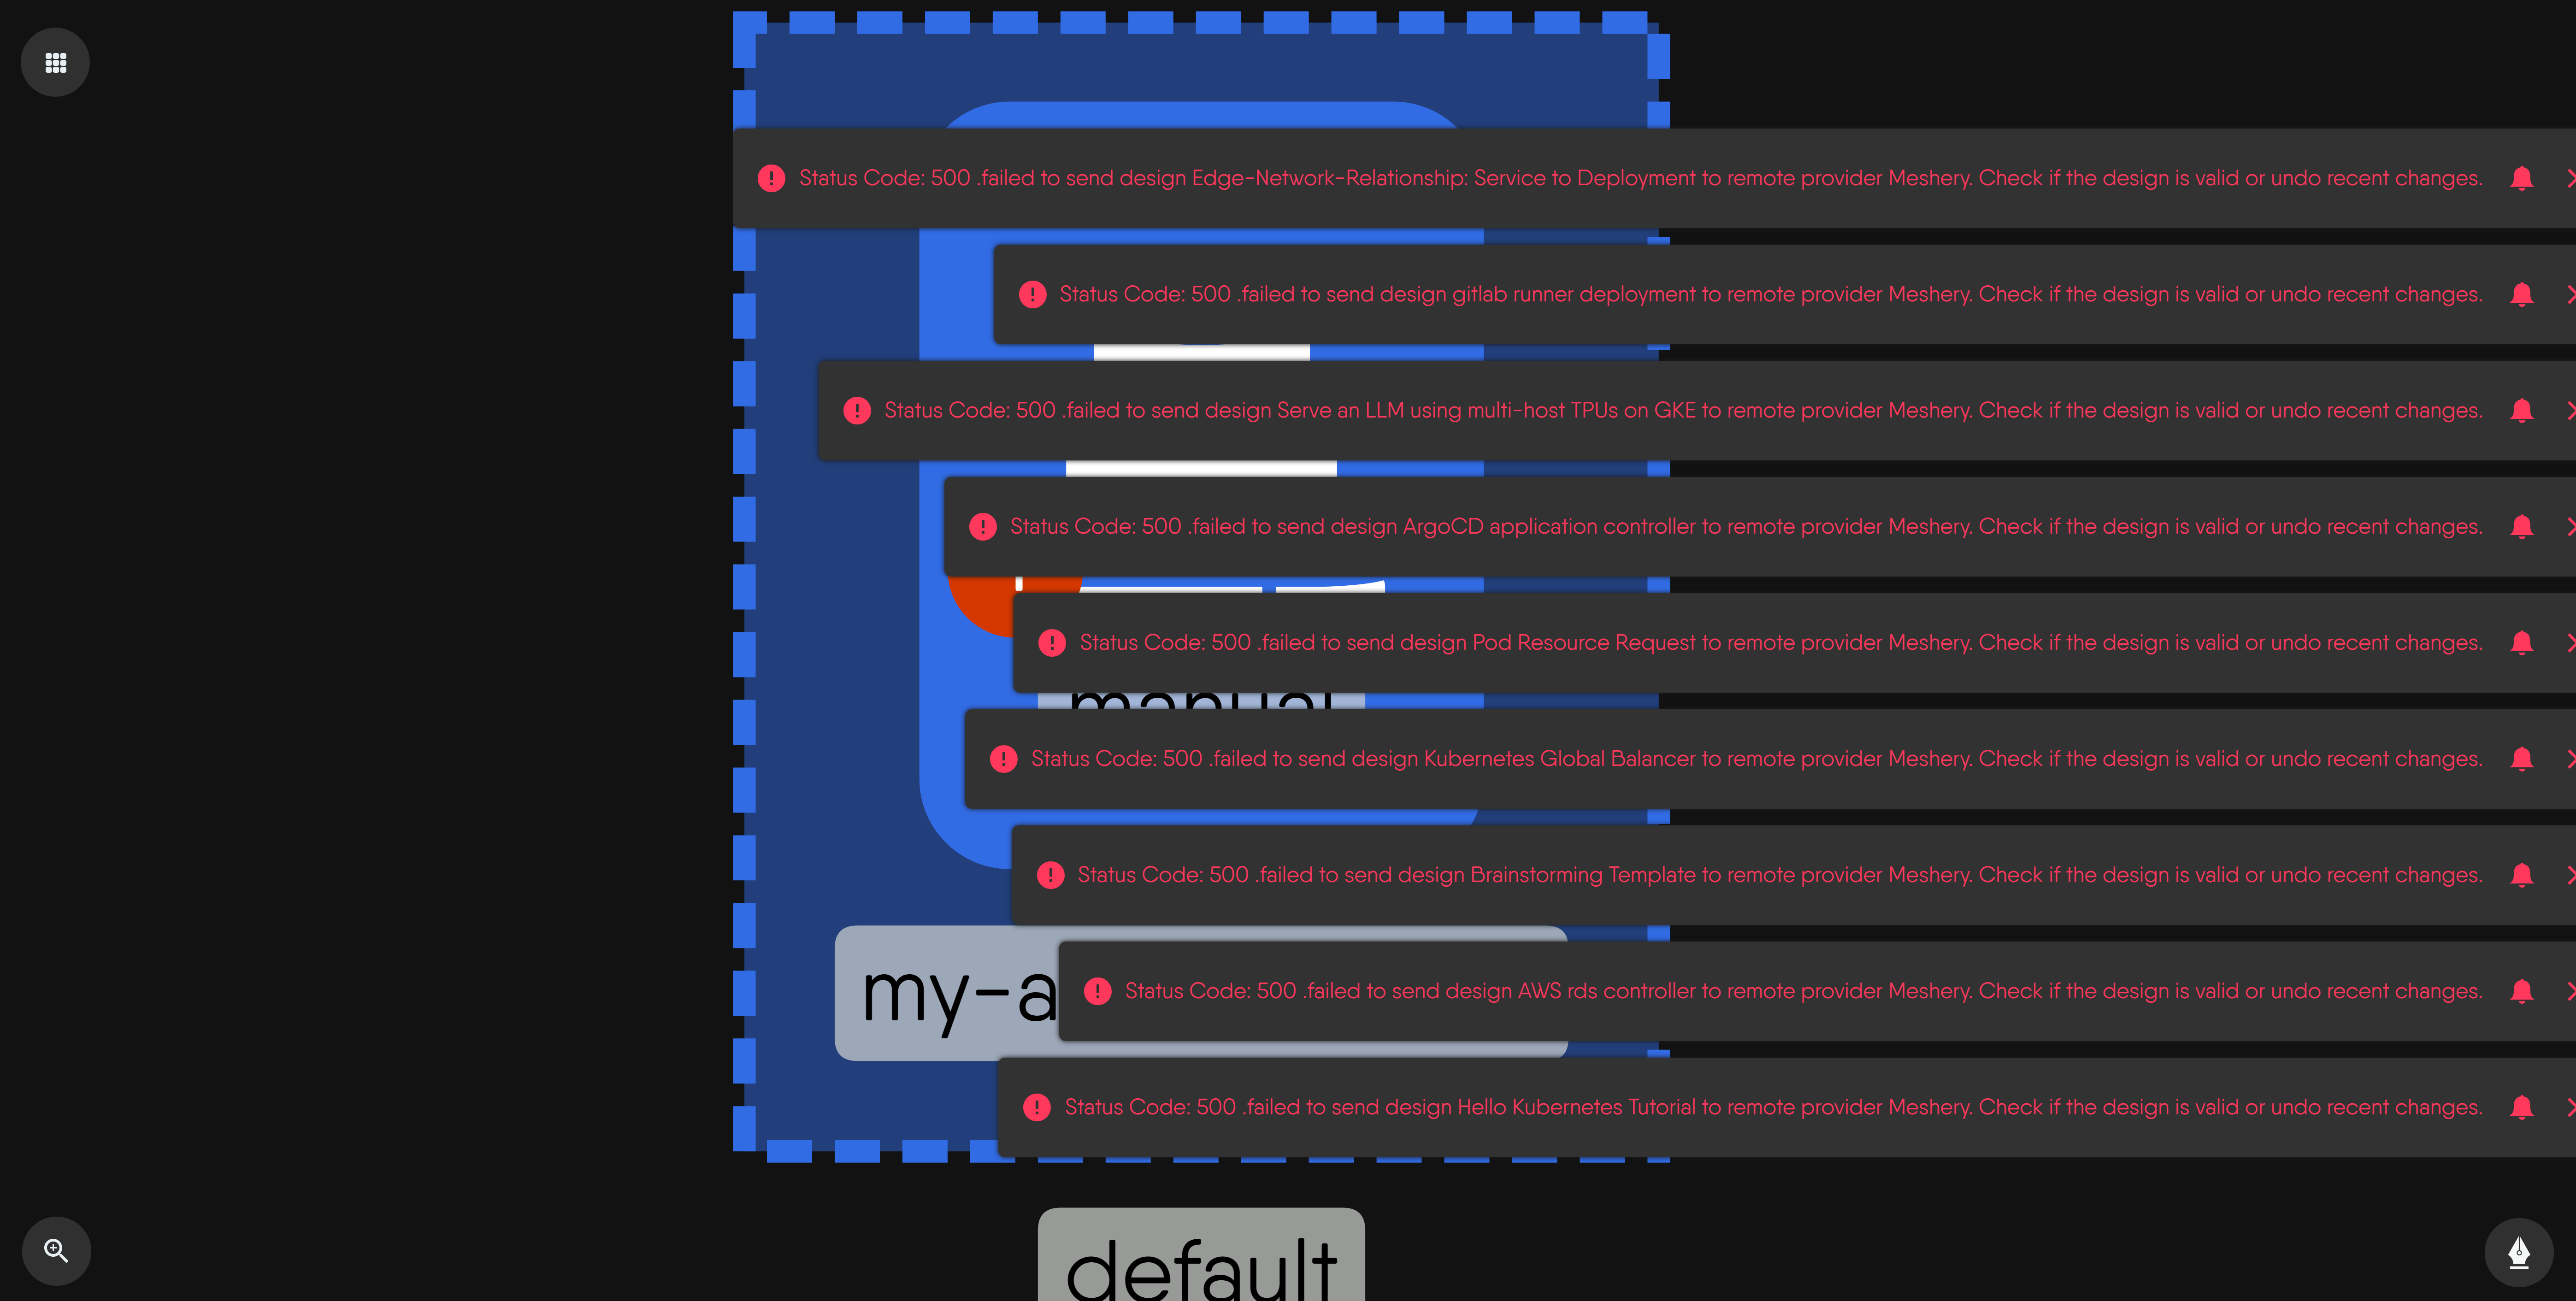 Status Code: 500 .failed to send design Edge-Network-Relationship: Service to Deployment to remote provider Meshery. Check if the design is valid or undo recent changes.
Status Code: 500 .failed to send design gitlab runner deployment to remote provider Meshery. Check if the design is valid or undo recent changes.
Status Code: 500 .failed to send design Serve an LLM using multi-host TPUs on GKE to remote provider Meshery. Check if the design is valid or undo recent changes.
Status Code: 500 .failed to send design ArgoCD application controller to remote provider Meshery. Check if the design is valid or undo recent changes.
Status Code: 500 .failed to send design Pod Resource Request to remote provider Meshery. Check if the design is valid or undo recent changes.
manual
Status Code: 500 .failed to send design Kubernetes Global Balancer to remote provider Meshery. Check if the design is valid or undo recent changes.
Status Code: 500 .failed to send design Brainstorming Template to remote provider Meshery. Check if the design is valid or undo recent changes.
my-a
Status Code: 500 .failed to send design AWS rds controller to remote provider Meshery. Check if the design is valid or undo recent changes.
Status Code: 500 .failed to send design Hello Kubernetes Tutorial to remote provider Meshery. Check if the design is valid or undo recent changes.
default